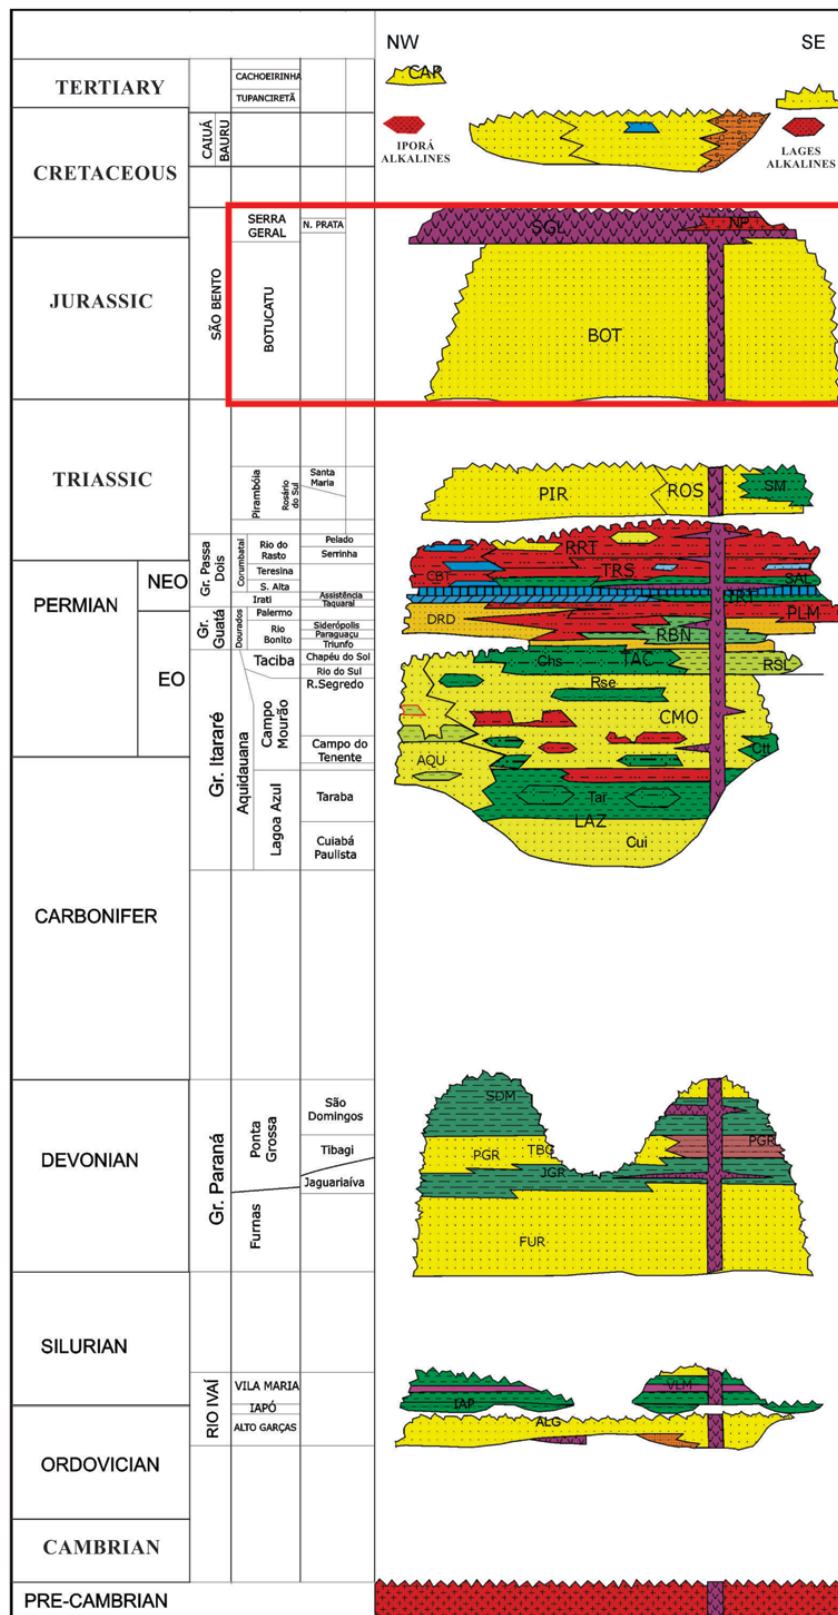 NW
SE
TERTIARY
CACHOEIRINHA
TUPANCIRETÃ
CAP
CAIUÁ
BAURU
IPORÁ
ALKALINES
LAGES
ALKALINES
CRETACEOUS
SERRA
GERAL
N. PRATA
SGL
NP
JURASSIC
SÃO BENTO
BOTUCATU
BOT
TRIASSIC
Pirambóia
Rosário
do Sul
Santa
Maria
PIR
ROS
SM
Gr. Passa
Dois
Corumbataí
Rio do
Rasto
Pelado
Serrinha
RRT
Teresina
TRS
CBT
S. Alta
SAL
PERMIAN
NEO
Irati
Assistência
Taquaral
IRT
Gr.
Guatá
Dourados
Palermo
PLM
Rio
Bonito
Siderópolis
Paraguaçu
Triunfo
DRD
RBN
EO
Gr. Itararé
Aquidauana
Taciba
Chapéu do Sol
Rio do Sul
R.Segredo
Chs
TAC
RSL
Rse
Campo
Mourão
CMO
Campo do
Tenente
AQU
Ctt
Lagoa Azul
Taraba
Tar
LAZ
Cuiabá
Paulista
Cui
CARBONIFER
DEVONIAN
Gr. Paraná
Ponta
Grossa
São
Domingos
SDM
Tibagi
PGR
TBG
PGR
Jaguariaíva
JGR
Furnas
FUR
SILURIAN
RIO IVAÍ
VILA MARIA
VLM
IAPÓ
IAP
ALTO GARÇAS
ALG
ORDOVICIAN
CAMBRIAN
PRE-CAMBRIAN